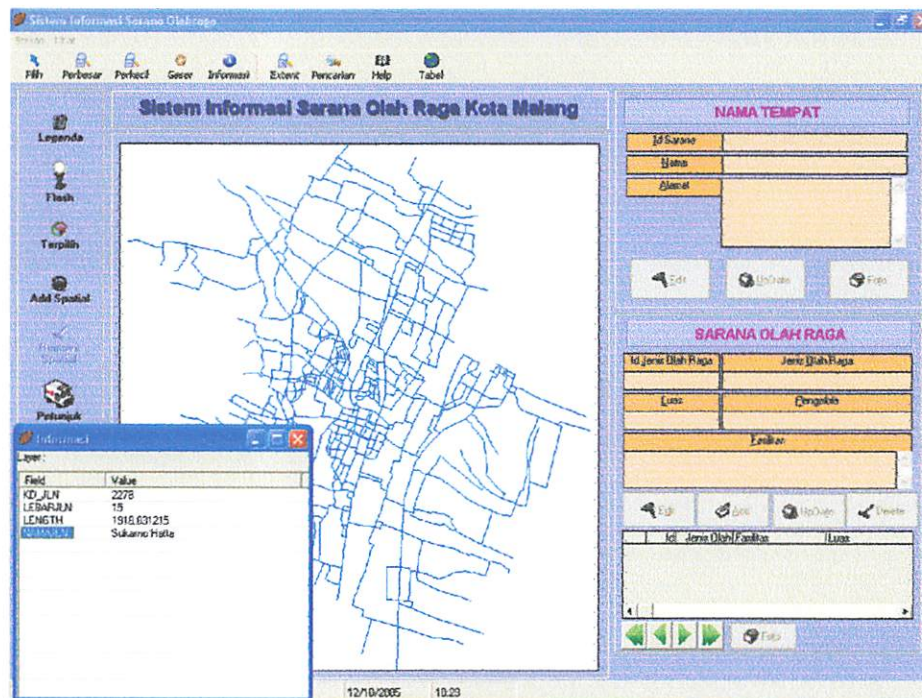 Sistem Informasi Sarana Olahraga
Pilih Perbesar Perkecil Geser Informasi Extent Pencarian Help Tabel
Sistem Informasi Sarana Olah Raga Kota Malang
Legenda
Flash
Terpilih
Add Spatial
Spatial
Petunjuk
NAMA TEMPAT
Id Sarana
Nama
Alamat
Edit UpDate Foto
SARANA OLAH RAGA
Id Jenis Olah Raga Jenis Olah Raga
Luas Pengelola
Fasilitas
Edit Add UpDate Delete
Id Jenis Olah Fasilitas Luas
Foto
Informasi
Layer :
Field Value
KD_JLN 2278
LEBARJLN 15
LENGTH 1918,631215
NAMAJLN Sukarno Hatta
12/10/2005 10:23